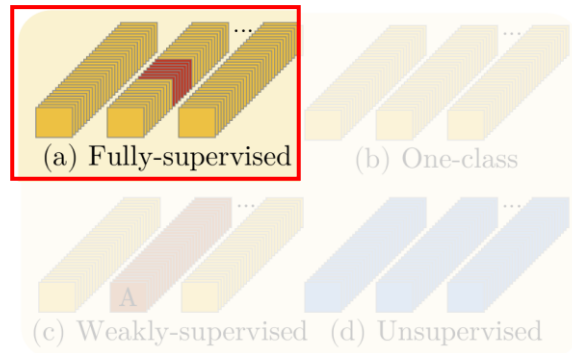 ...
...
(a) Fully-supervised
(b) One-class
...
...
A
(c) Weakly-supervised
(d) Unsupervised